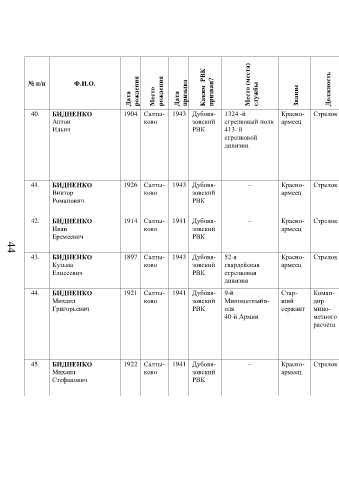 № п/п Ф.И.О. Дата рождения Место рождения Дата призыва Каким РВК призван? Место (места) службы Звание Должность
40. БИДНЕНКО 1904 Салты- 1943 Дубовя- 1324 -й Красно- Стрелок
Антон ково зовский стрелковый полк армеец
Ильич РВК 413- й
стрелковой
дивизии
41. БИДНЕНКО 1926 Салты- 1943 Дубовя- – Красно- Стрелок
Виктор ково зовский армеец
Романович РВК
42. БИДНЕНКО 1914 Салты- 1941 Дубовя- – Красно- Стрелок
Иван ково зовский армеец
Еремеевич РВК
43. БИДНЕНКО 1897 Салты- 1943 Дубовя- 52-я Красно- Стрелок
Кузьма ково зовский гвардейская армеец
Елисеевич РВК стрелковая
дивизия
44. БИДНЕНКО 1921 Салты- 1941 Дубовя- 9-й Стар- Коман-
Михаил ково зовский Минометный- ший дир
Григорьевич РВК олк сержант мино-
40-й Армии метного
расчета
45. БИДНЕНКО 1922 Салты- 1941 Дубовя- – Красно- Стрелок
Михаил ково зовский армеец
Стефанович РВК
44